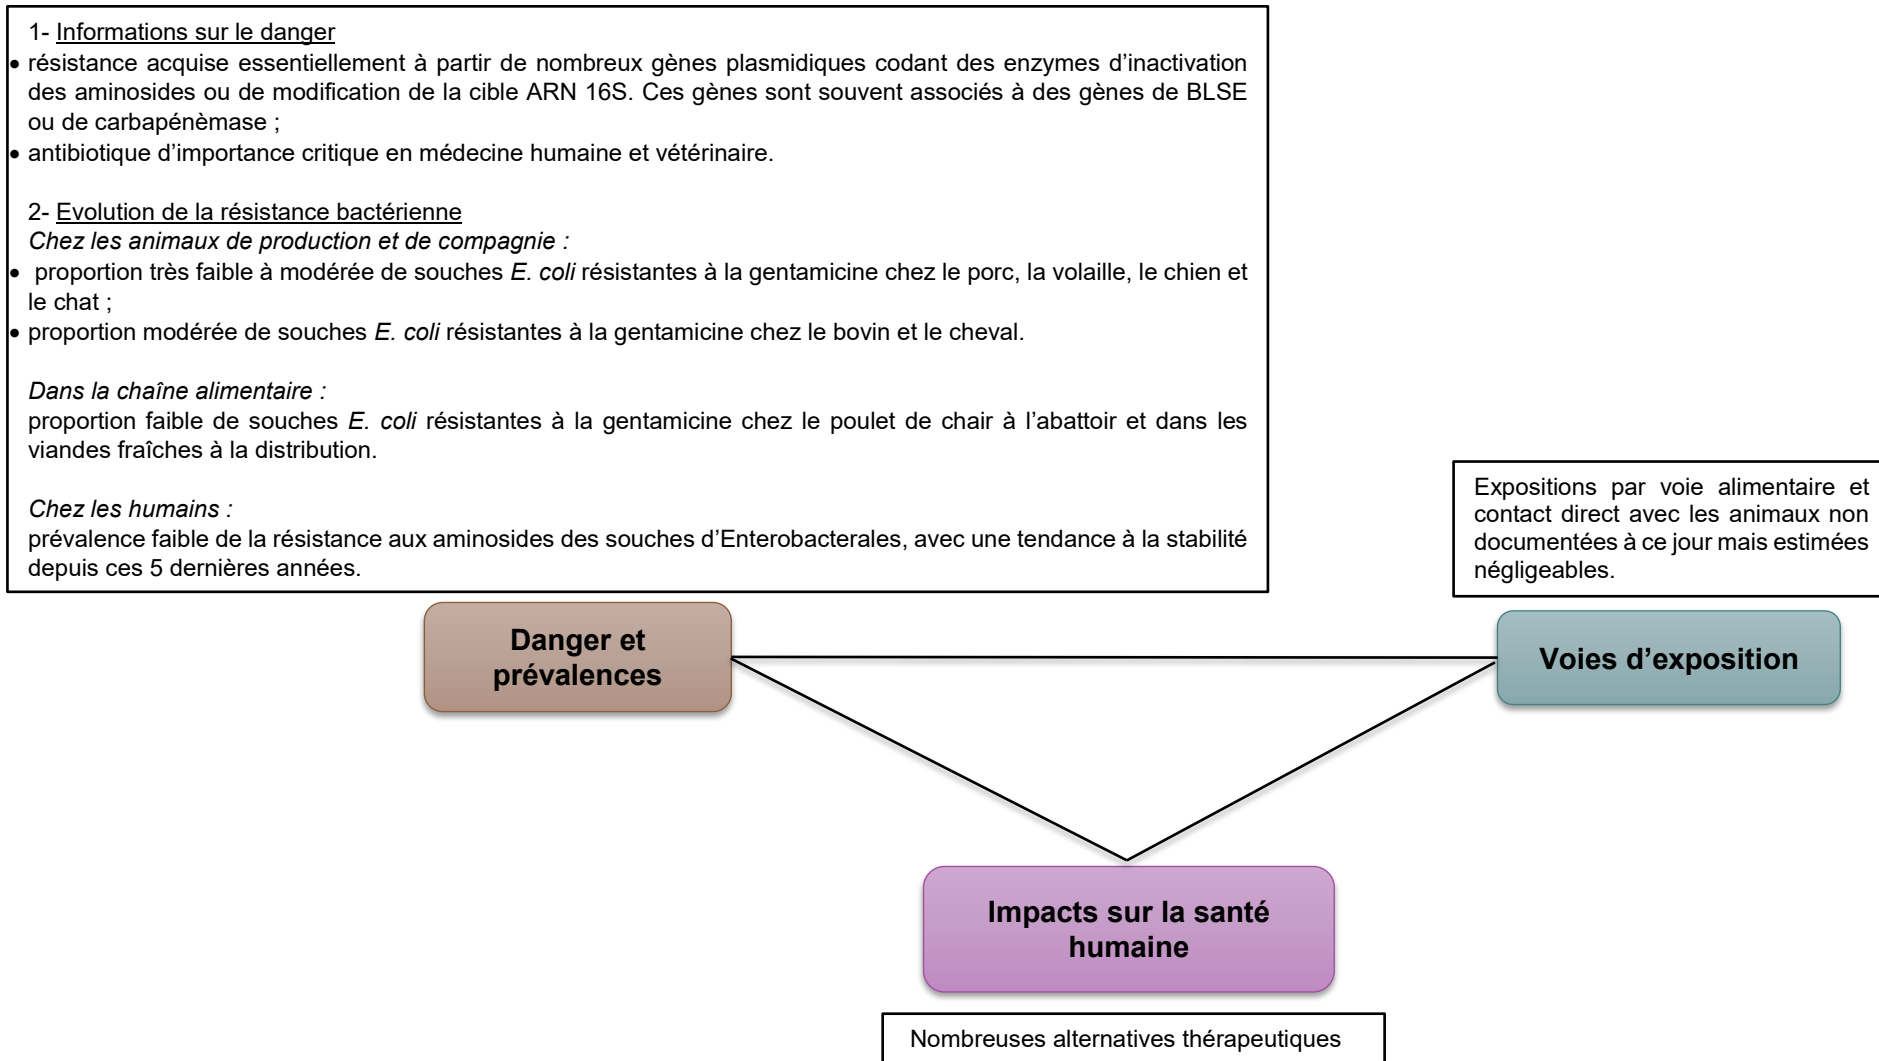 1- Informations sur le danger
• résistance acquise essentiellement à partir de nombreux gènes plasmidiques codant des enzymes d’inactivation
des aminosides ou de modification de la cible ARN 16S. Ces gènes sont souvent associés à des gènes de BLSE
ou de carbapénèmase ;
• antibiotique d’importance critique en médecine humaine et vétérinaire.
2- Evolution de la résistance bactérienne
Chez les animaux de production et de compagnie :
• proportion très faible à modérée de souches E. coli résistantes à la gentamicine chez le porc, la volaille, le chien et
le chat ;
• proportion modérée de souches E. coli résistantes à la gentamicine chez le bovin et le cheval.
Dans la chaîne alimentaire :
proportion faible de souches E. coli résistantes à la gentamicine chez le poulet de chair à l’abattoir et dans les
viandes fraîches à la distribution.
Chez les humains :
prévalence faible de la résistance aux aminosides des souches d’Enterobacterales, avec une tendance à la stabilité
depuis ces 5 dernières années.
Expositions par voie alimentaire et
contact direct avec les animaux non
documentées à ce jour mais estimées
négligeables.
Danger et
prévalences
Voies d’exposition
Impacts sur la santé
humaine
Nombreuses alternatives thérapeutiques